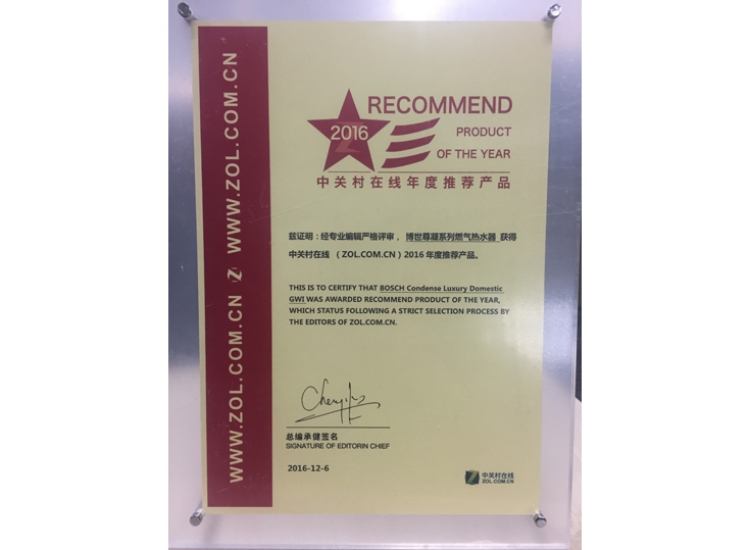 WWW.ZOL.COM.CN Z WWW.ZOL.COM.CN
2016
RECOMMEND
PRODUCT
OF THE YEAR
中关村在线年度推荐产品
兹证明：经专业编辑严格评审， 博世尊凝系列燃气热水器 获得
中关村在线 （ZOL.COM.CN）2016 年度推荐产品。
THIS IS TO CERTIFY THAT BOSCH Condense Luxury Domestic
GWI WAS AWARDED RECOMMEND PRODUCT OF THE YEAR,
WHICH STATUS FOLLOWING A STRICT SELECTION PROCESS BY
THE EDITORS OF ZOL.COM.CN.
总编承健签名
SIGNATURE OF EDITORIN CHIEF
2016-12-6
中关村在线
ZOL.COM.CN